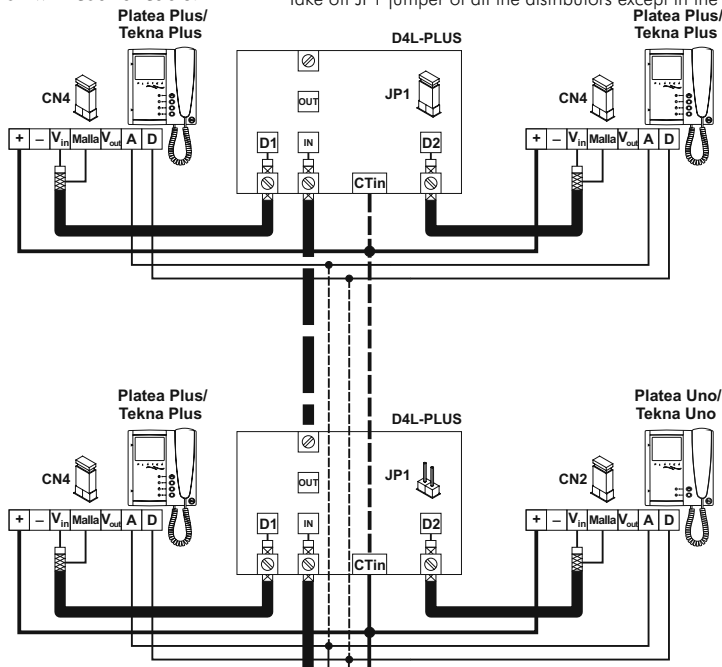 Take off JP1 jumper of all the distributors except in the
Platea Plus/
Tekna Plus
D4L-PLUS
Platea Plus/
Tekna Plus
CN4
OUT
JP1
CN4
+ – Vin Malla Vout A D
D1 IN D2
+ – Vin Malla Vout A D
CTin
Platea Plus/
Tekna Plus
D4L-PLUS
Platea Uno/
Tekna Uno
CN4
OUT
JP1
CN2
+ – Vin Malla Vout A D
D1 IN D2
+ – Vin Malla Vout A D
CTin